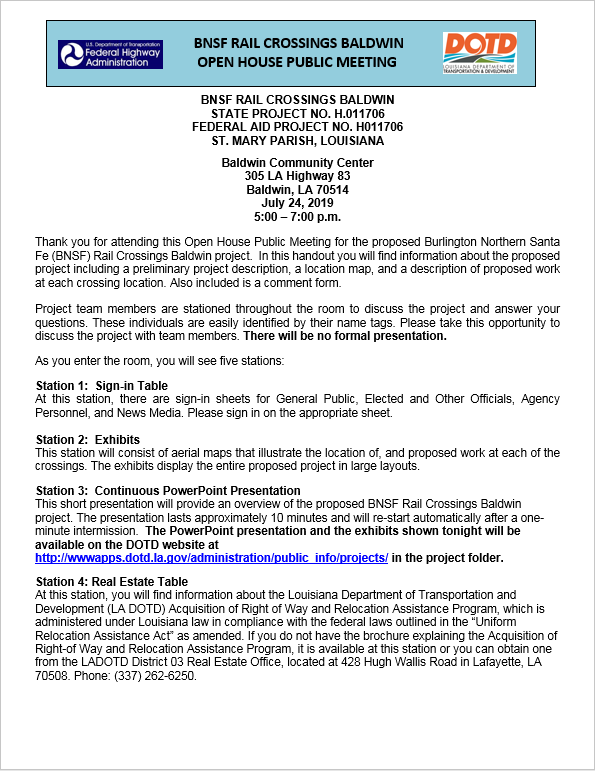 U.S. Department of Transportation
Federal Highway
Administration
BNSF RAIL CROSSINGS BALDWIN
OPEN HOUSE PUBLIC MEETING
DOTD
LOUISIANA DEPARTMENT OF
TRANSPORTATION & DEVELOPMENT
BNSF RAIL CROSSINGS BALDWIN
STATE PROJECT NO. H.011706
FEDERAL AID PROJECT NO. H011706
ST. MARY PARISH, LOUISIANA
Baldwin Community Center
305 LA Highway 83
Baldwin, LA 70514
July 24, 2019
5:00 – 7:00 p.m.
Thank you for attending this Open House Public Meeting for the proposed Burlington Northern Santa
Fe (BNSF) Rail Crossings Baldwin project.  In this handout you will find information about the proposed
project including a preliminary project description, a location map, and a description of proposed work
at each crossing location. Also included is a comment form.
Project team members are stationed throughout the room to discuss the project and answer your
questions. These individuals are easily identified by their name tags. Please take this opportunity to
discuss the project with team members. There will be no formal presentation.
As you enter the room, you will see five stations:
Station 1:  Sign-in Table
At this station, there are sign-in sheets for General Public, Elected and Other Officials, Agency
Personnel, and News Media. Please sign in on the appropriate sheet.
Station 2:  Exhibits
This station will consist of aerial maps that illustrate the location of, and proposed work at each of the
crossings. The exhibits display the entire proposed project in large layouts.
Station 3:  Continuous PowerPoint Presentation
This short presentation will provide an overview of the proposed BNSF Rail Crossings Baldwin
project. The presentation lasts approximately 10 minutes and will re-start automatically after a one-
minute intermission.  The PowerPoint presentation and the exhibits shown tonight will be
available on the DOTD website at
http://wwwapps.dotd.la.gov/administration/public_info/projects/ in the project folder.
Station 4: Real Estate Table
At this station, you will find information about the Louisiana Department of Transportation and
Development (LA DOTD) Acquisition of Right of Way and Relocation Assistance Program, which is
administered under Louisiana law in compliance with the federal laws outlined in the “Uniform
Relocation Assistance Act” as amended. If you do not have the brochure explaining the Acquisition of
Right-of Way and Relocation Assistance Program, it is available at this station or you can obtain one
from the LADOTD District 03 Real Estate Office, located at 428 Hugh Wallis Road in Lafayette, LA
70508. Phone: (337) 262-6250.